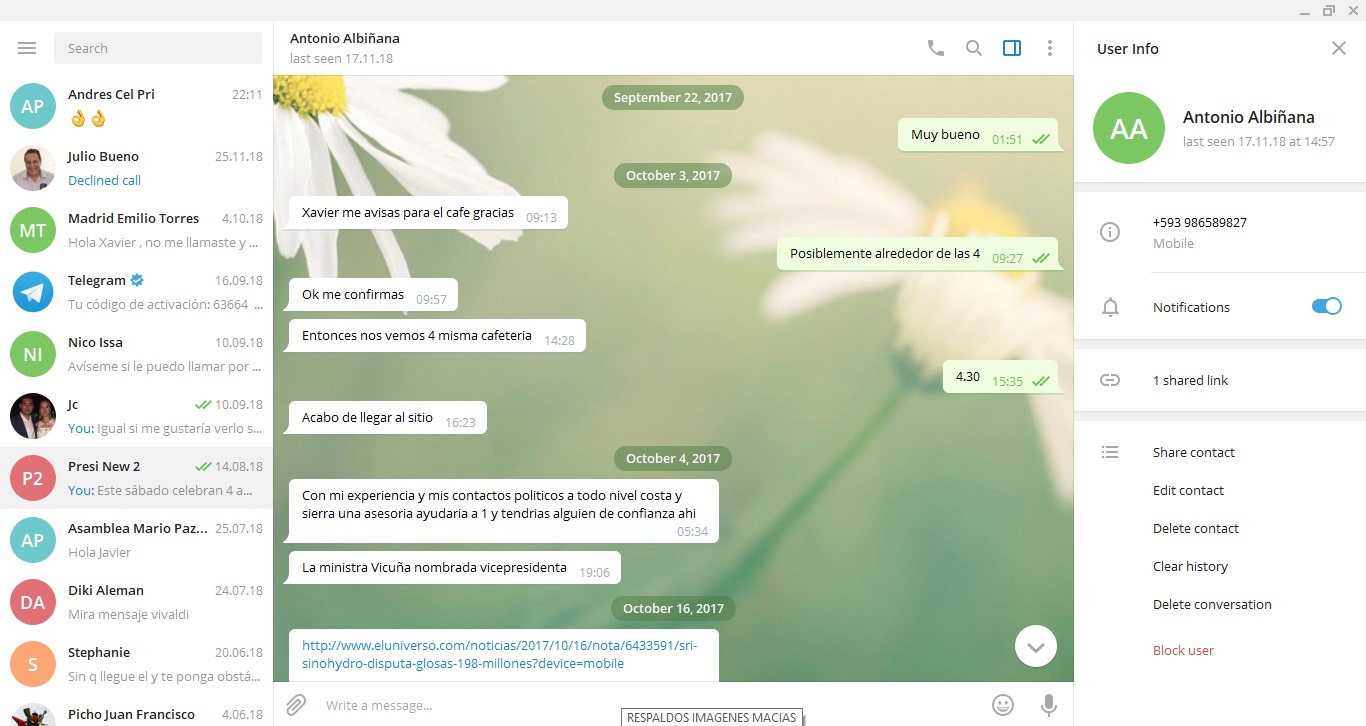 Search
Andres Cel Pri 22:11
👌👌
Julio Bueno 25.11.18
Declined call
Madrid Emilio Torres 4.10.18
Hola Xavier , no me llamaste y ...
Telegram 16.09.18
Tu código de activación: 63664 ...
Nico Issa 10.09.18
Avíseme si le puedo llamar por ...
Jc 10.09.18
You: Igual si me gustaría verlo s...
Presi New 2 14.08.18
You: Este sábado celebran 4 a...
Asamblea Mario Paz... 25.07.18
Hola Javier
Diki Aleman 24.07.18
Mira mensaje vivaldi
Stephanie 20.06.18
Sin q llegue el y te ponga obstá...
Picho Juan Francisco 4.06.18
AP
MT
NI
P2
AP
DA
S
Antonio Albiñana
last seen 17.11.18
September 22, 2017
Muy bueno 01:51
October 3, 2017
Xavier me avisas para el cafe gracias 09:13
Posiblemente alrededor de las 4 09:27
Ok me confirmas 09:57
Entonces nos vemos 4 misma cafeteria 14:28
4.30 15:35
Acabo de llegar al sitio 16:23
October 4, 2017
Con mi experiencia y mis contactos politicos a todo nivel costa y
sierra una asesoria ayudaria a 1 y tendrias alguien de confianza ahi
05:34
La ministra Vicuña nombrada vicepresidenta 19:06
October 16, 2017
http://www.eluniverso.com/noticias/2017/10/16/nota/6433591/sri-
sinohydro-disputa-glosas-198-millones?device=mobile
Write a message...
RESPALDOS IMAGENES MACIAS
User Info
AA
Antonio Albiñana
last seen 17.11.18 at 14:57
+593 986589827
Mobile
Notifications
1 shared link
Share contact
Edit contact
Delete contact
Clear history
Delete conversation
Block user